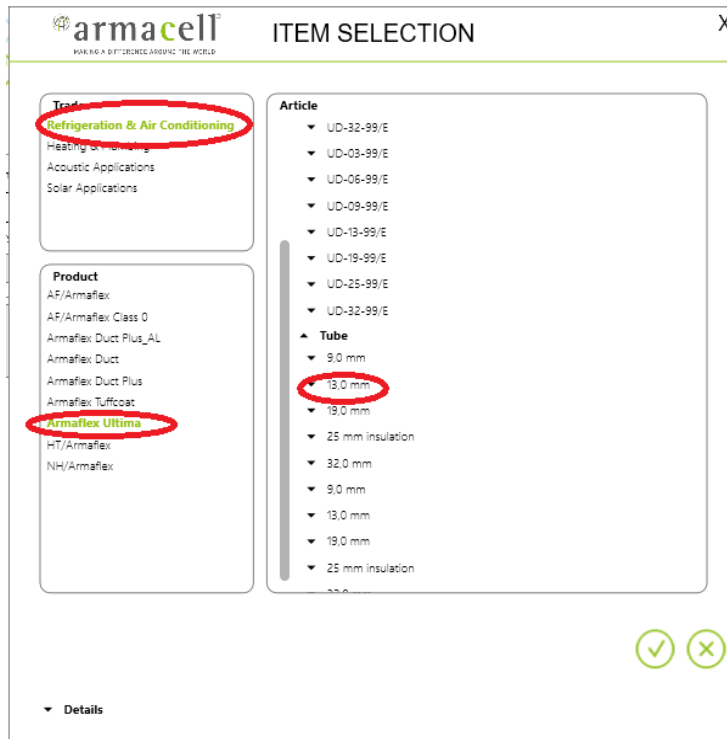 armacell
MAKING A DIFFERENCE AROUND THE WORLD
ITEM SELECTION
X
Trade
Refrigeration & Air Conditioning
Heating & Plumbing
Acoustic Applications
Solar Applications
Product
AF/Armaflex
AF/Armaflex Class 0
Armaflex Duct Plus_AL
Armaflex Duct
Armaflex Duct Plus
Armaflex Tuffcoat
Armaflex Ultima
HT/Armaflex
NH/Armaflex
Article
UD-32-99/E
UD-03-99/E
UD-06-99/E
UD-09-99/E
UD-13-99/E
UD-19-99/E
UD-25-99/E
UD-32-99/E
Tube
9,0 mm
13,0 mm
19,0 mm
25 mm insulation
32,0 mm
9,0 mm
13,0 mm
19,0 mm
25 mm insulation
Details